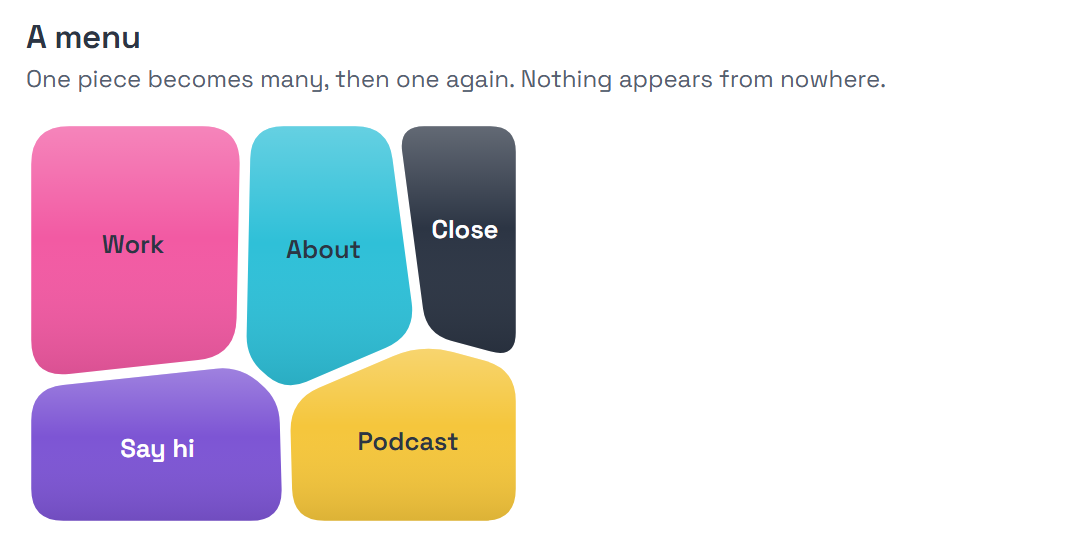 A menu
One piece becomes many, then one again. Nothing appears from nowhere.
Work
About
Close
Say hi
Podcast